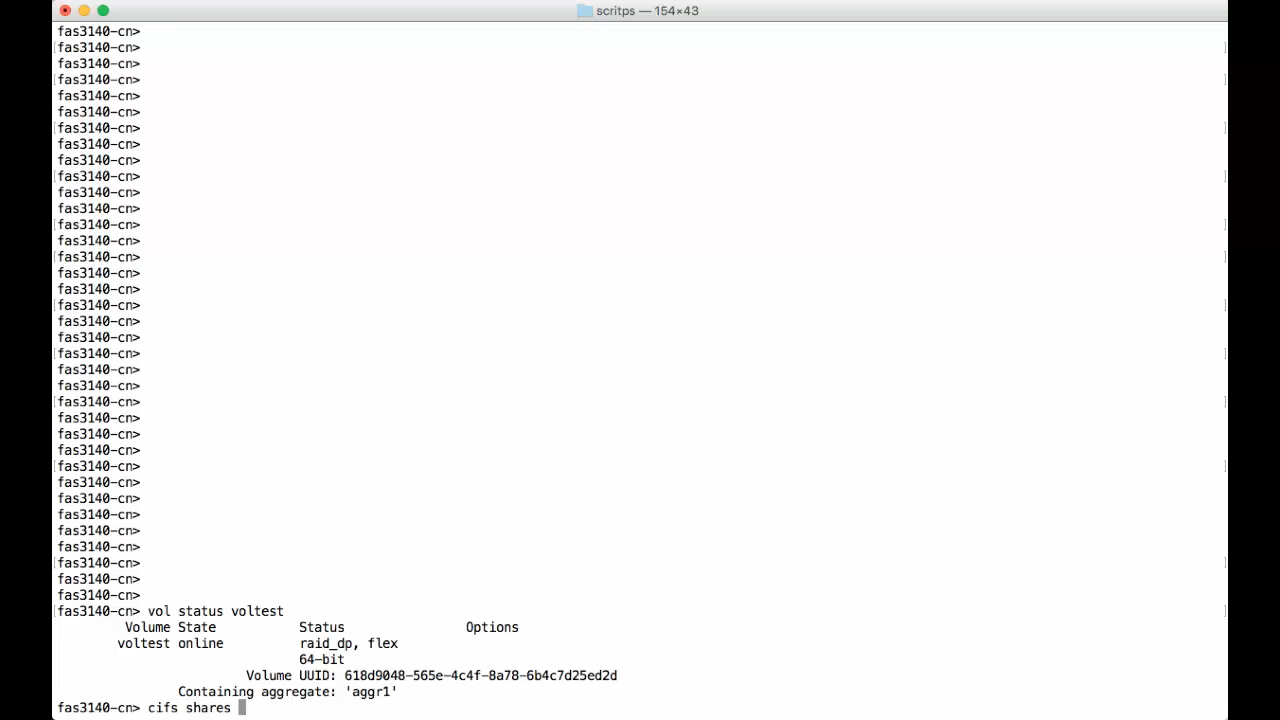 scritps — 154×43
fas3140-cn>
[fas3140-cn> ]
fas3140-cn>
[fas3140-cn> ]
fas3140-cn>
fas3140-cn>
[fas3140-cn> ]
fas3140-cn>
fas3140-cn>
[fas3140-cn> ]
fas3140-cn>
fas3140-cn>
[fas3140-cn> ]
fas3140-cn>
[fas3140-cn> ]
fas3140-cn>
fas3140-cn>
[fas3140-cn> ]
fas3140-cn>
fas3140-cn>
[fas3140-cn> ]
fas3140-cn>
fas3140-cn>
[fas3140-cn> ]
fas3140-cn>
fas3140-cn>
fas3140-cn>
[fas3140-cn> ]
fas3140-cn>
fas3140-cn>
fas3140-cn>
fas3140-cn>
fas3140-cn>
[fas3140-cn> ]
fas3140-cn>
fas3140-cn>
[fas3140-cn> vol status voltest ]
Volume State Status Options
voltest online raid_dp, flex
64-bit
Volume UUID: 618d9048-565e-4c4f-8a78-6b4c7d25ed2d
Containing aggregate: 'aggr1'
fas3140-cn> cifs shares